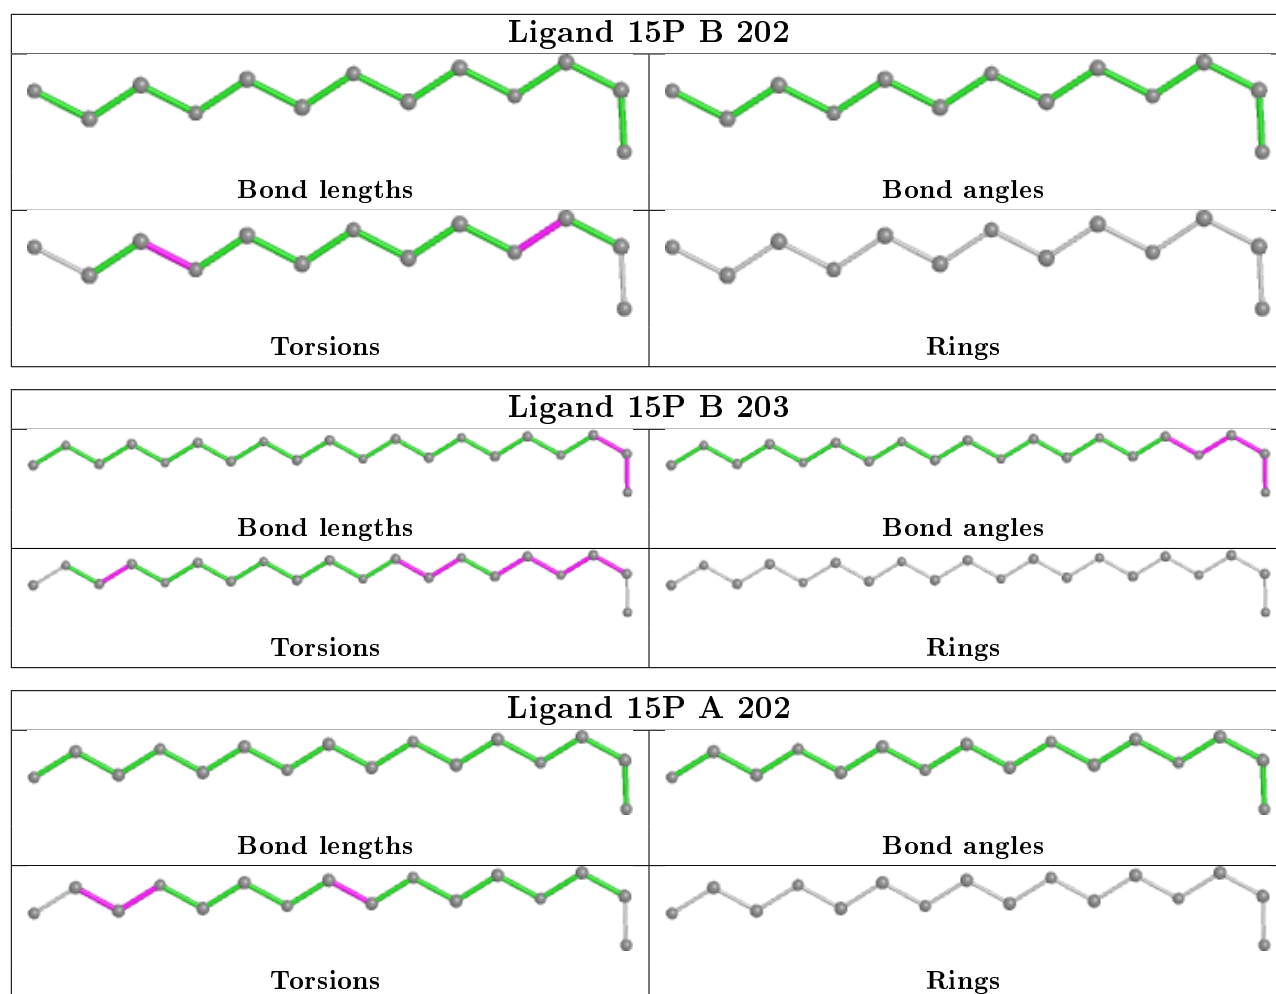 Ligand 15P B 202
Bond lengths
Bond angles
Torsions
Rings
Ligand 15P B 203
Bond lengths
Bond angles
Torsions
Rings
Ligand 15P A 202
Bond lengths
Bond angles
Torsions
Rings